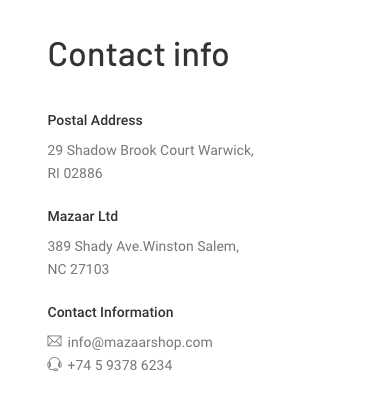 Contact info
Postal Address
29 Shadow Brook Court Warwick,
RI 02886
Mazaar Ltd
389 Shady Ave.Winston Salem,
NC 27103
Contact Information
info@mazaarshop.com
+74 5 9378 6234